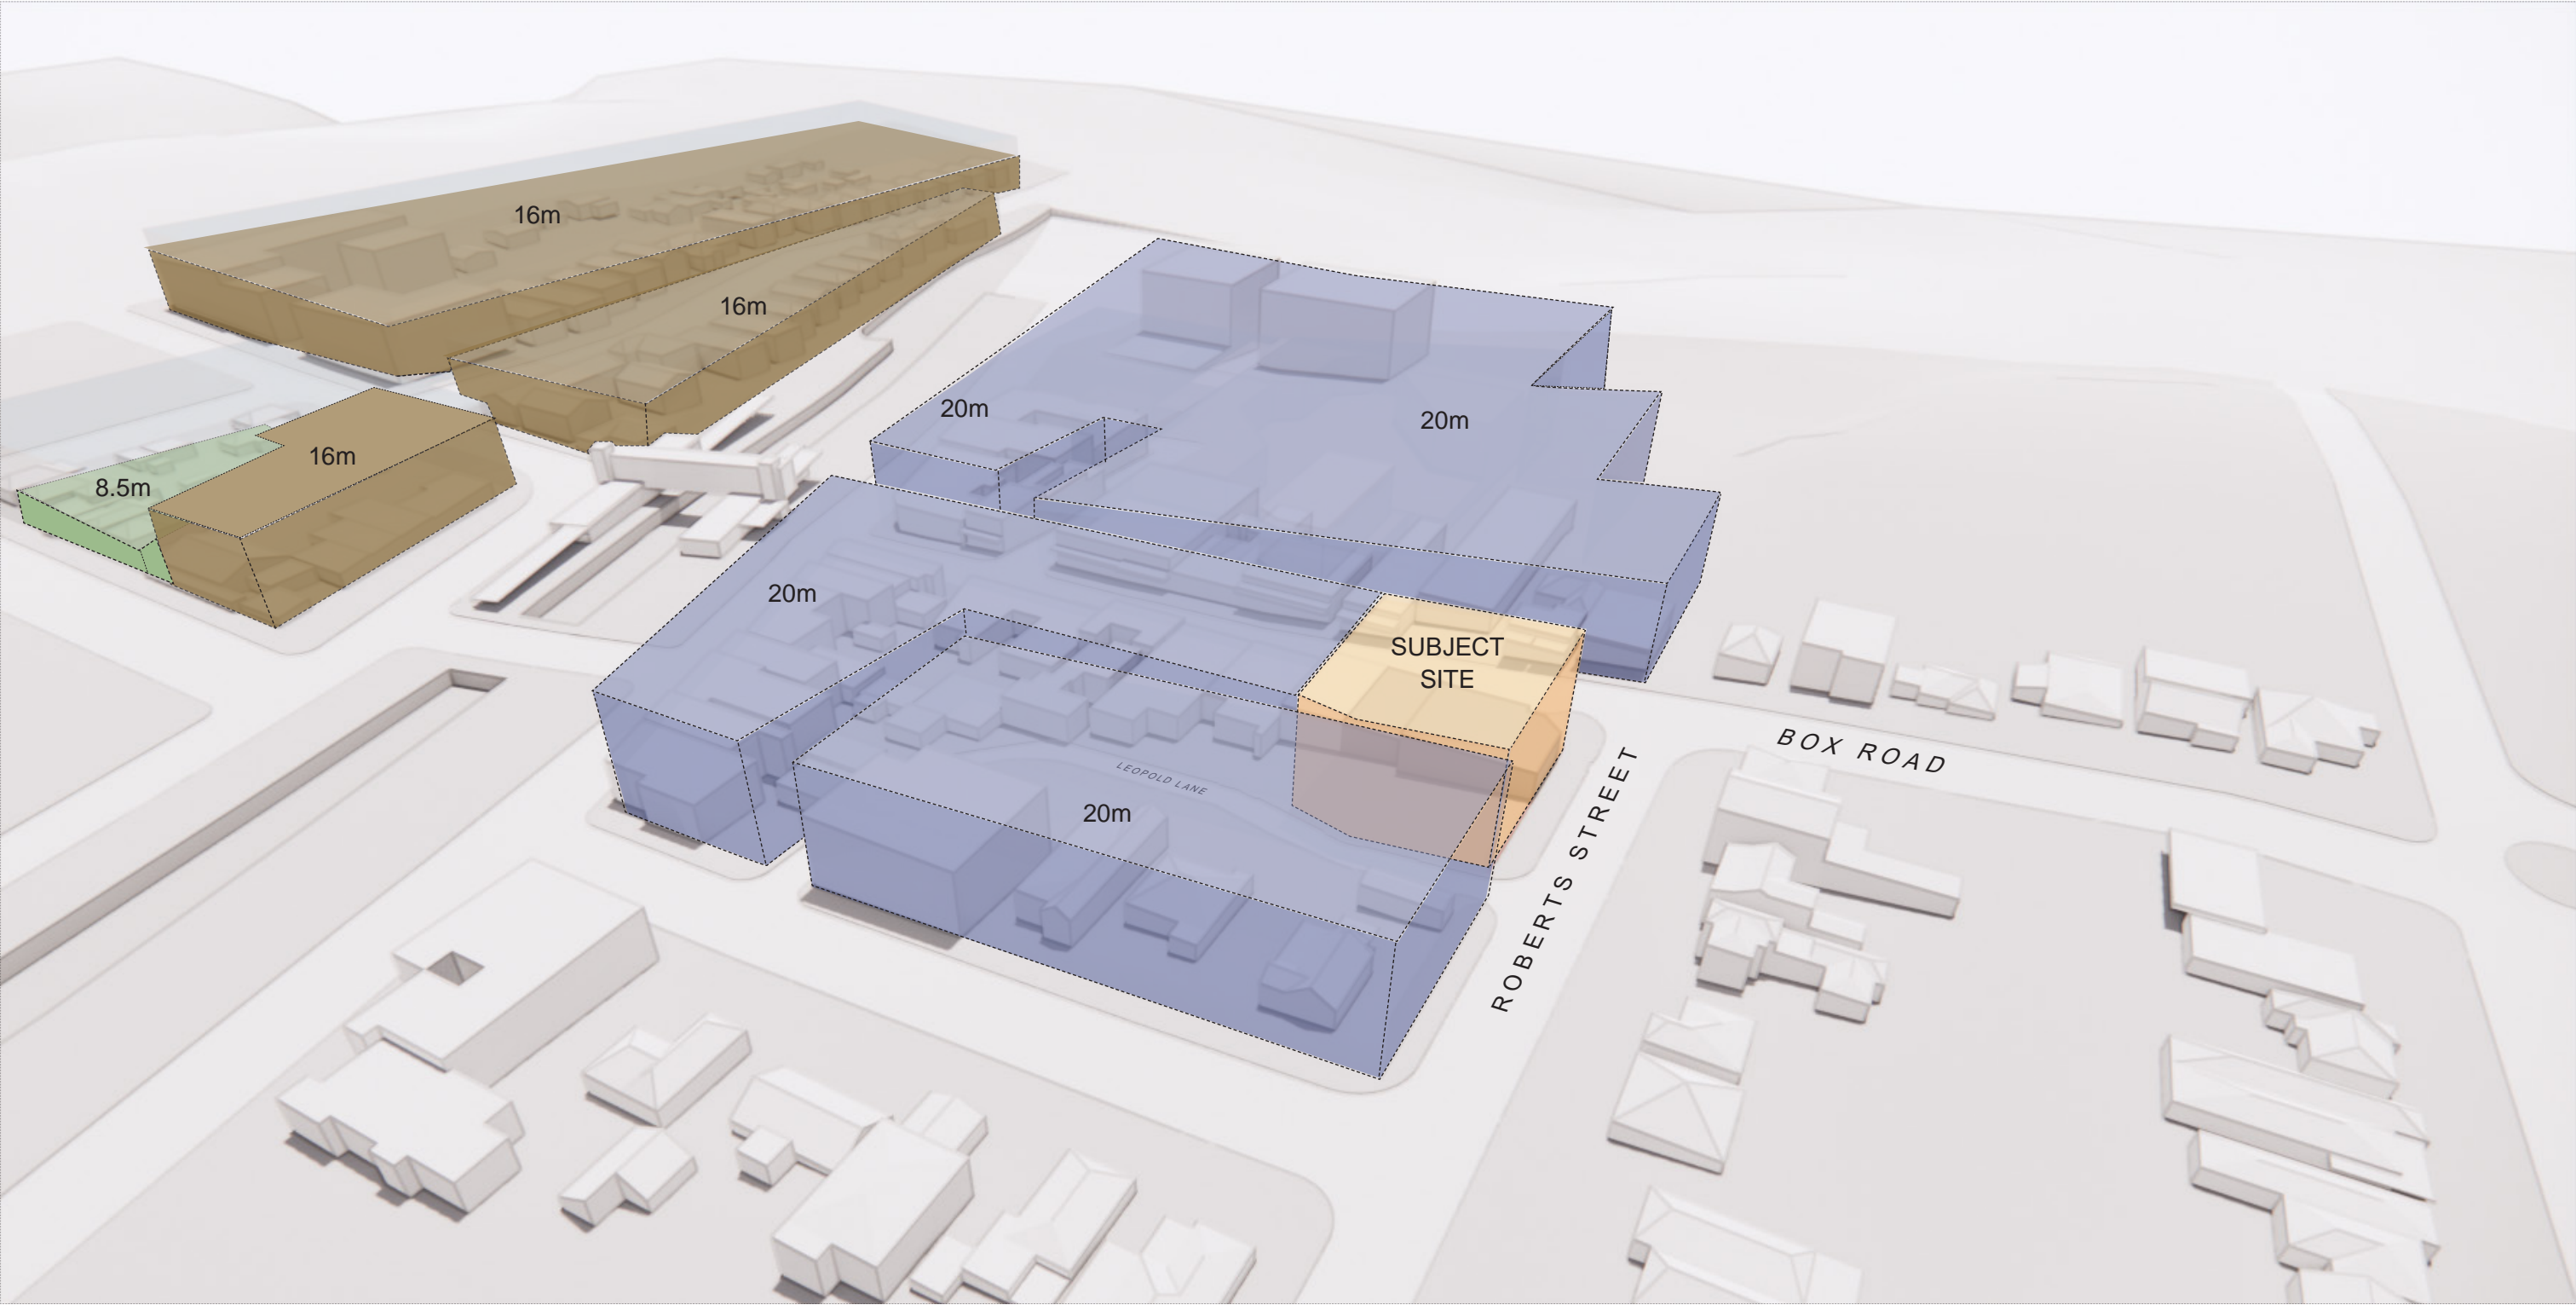 16m
16m
20m
20m
16m
8.5m
20m
SUBJECT
SITE
BOX ROAD
LEOPOLD LANE
20m
ROBERTS STREET